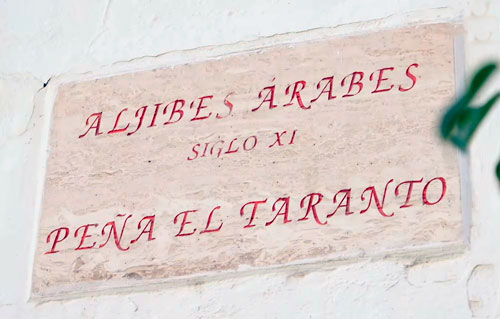 ALJIBES ÁRABES
SIGLO XI
PEÑA EL TARANTO